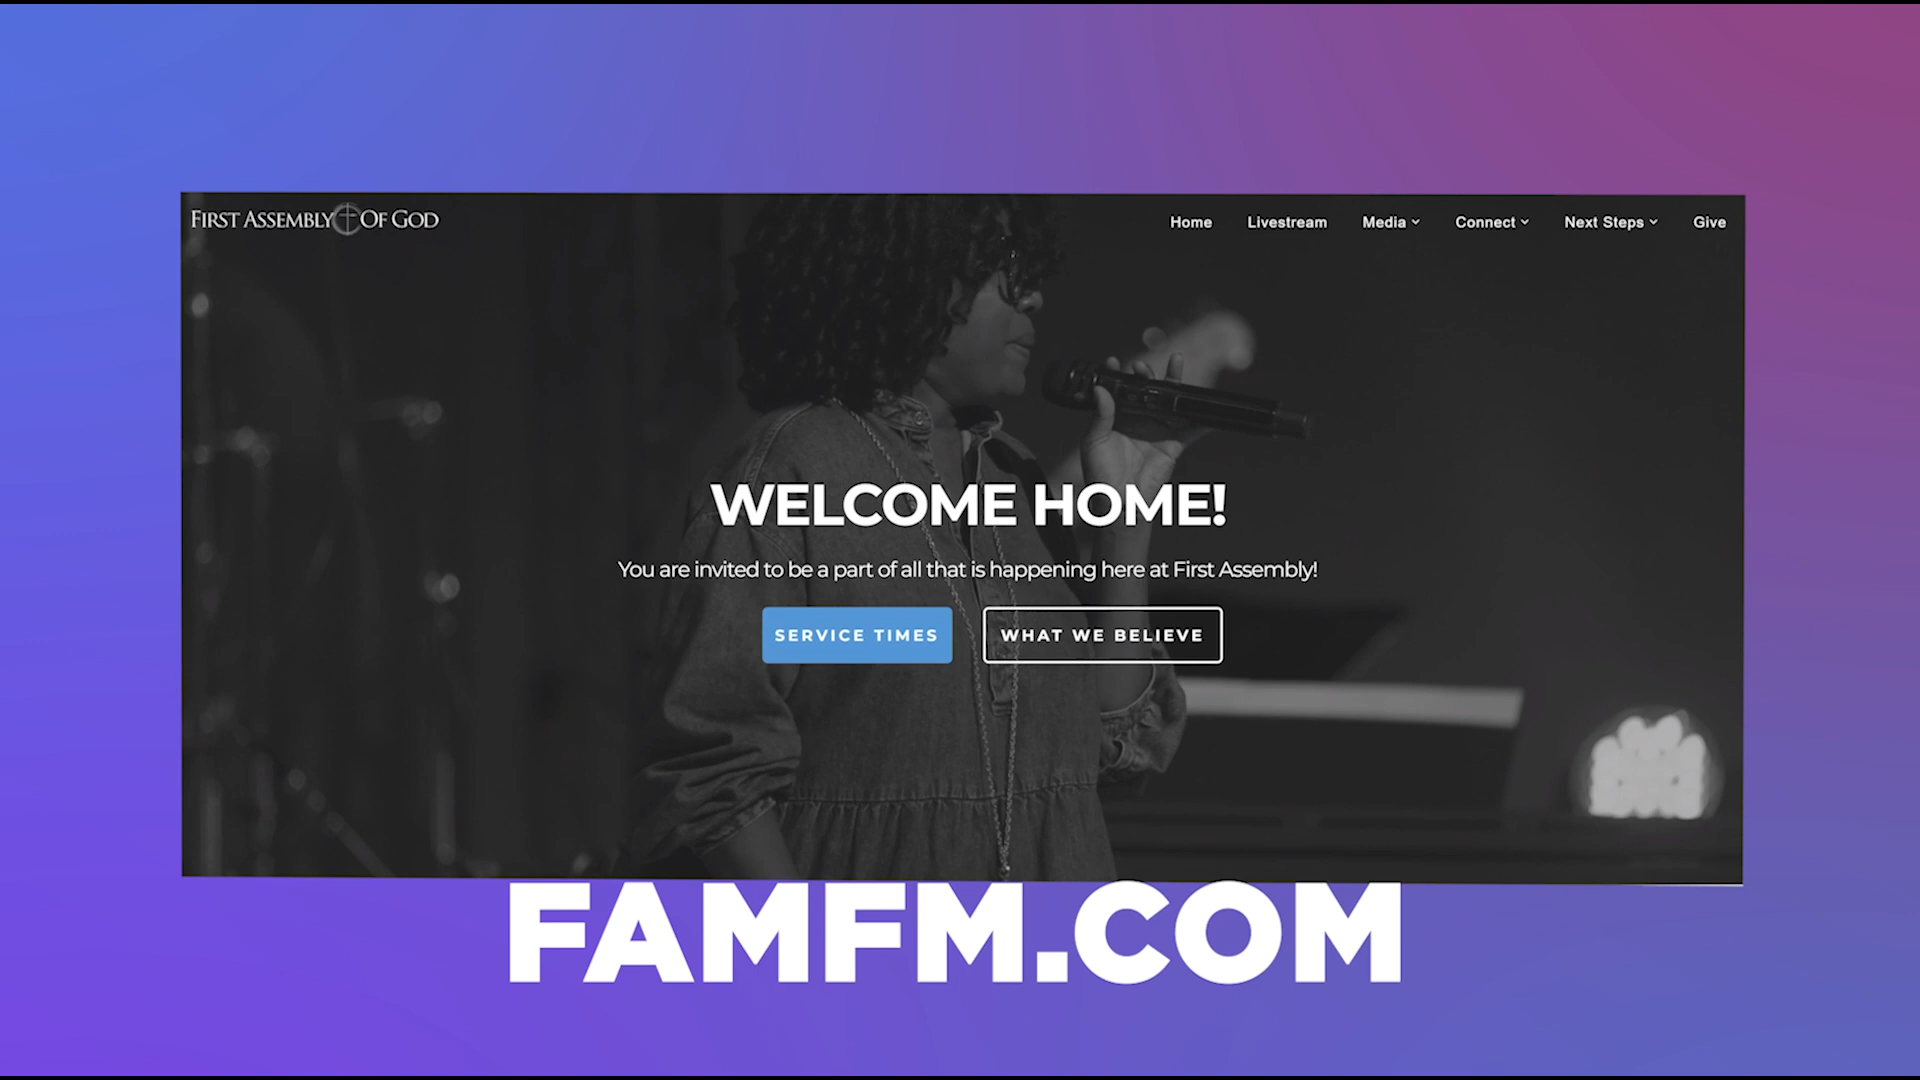 FIRST ASSEMBLY OF GOD
Home Livestream Media Connect Next Steps Give
WELCOME HOME!
You are invited to be a part of all that is happening here at First Assembly!
SERVICE TIMES WHAT WE BELIEVE
FAMFM.COM